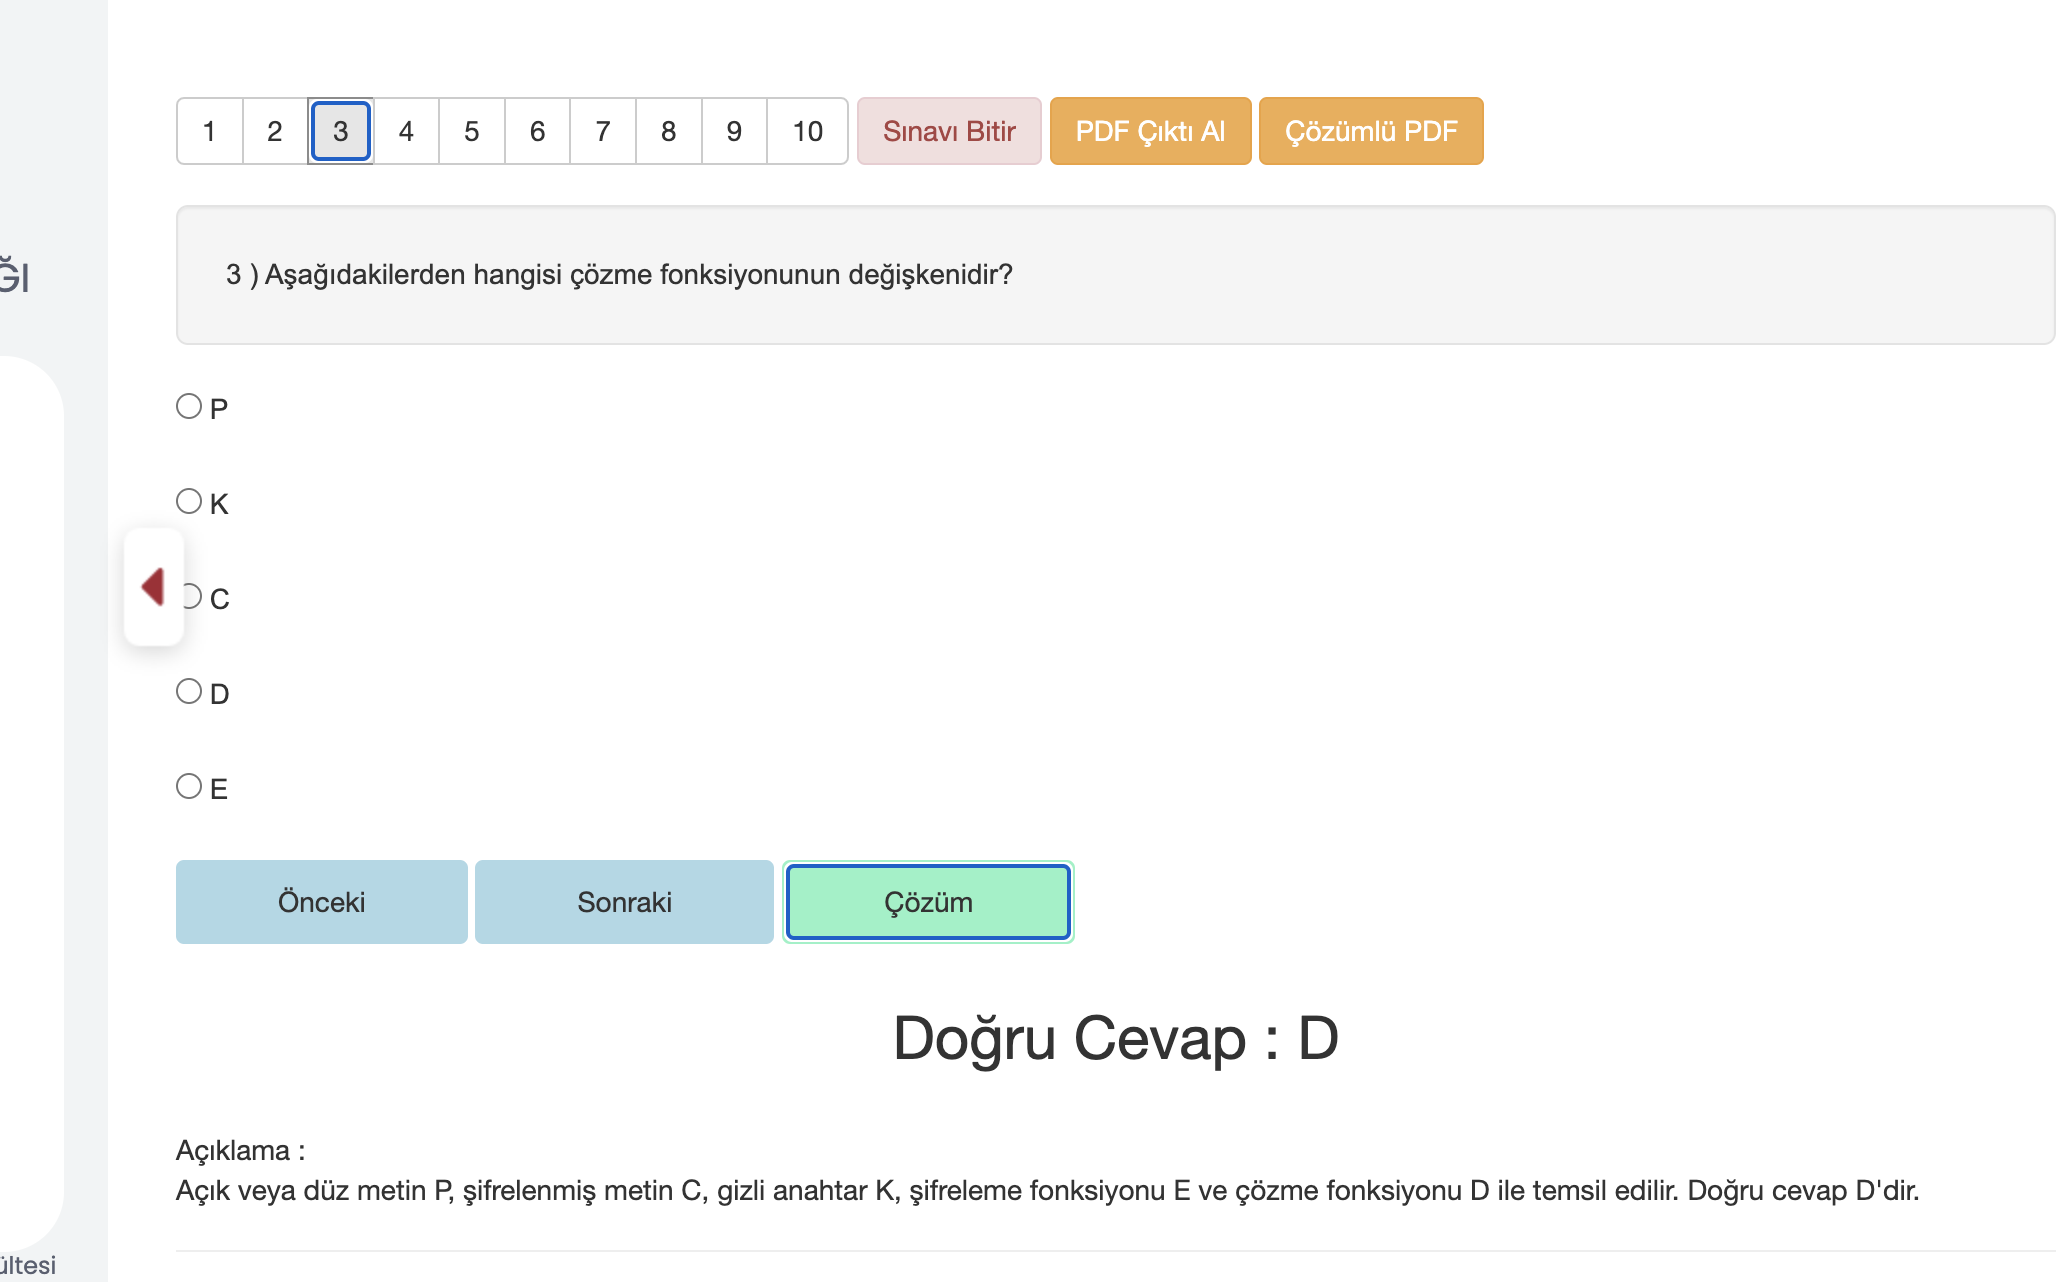 1 2 3 4 5 6 7 8 9 10 Sınavı Bitir PDF Çıktı Al Çözümlü PDF
ĞI
3 ) Aşağıdakilerden hangisi çözme fonksiyonunun değişkenidir?
P
K
C
D
E
Önceki Sonraki Çözüm
Doğru Cevap : D
Açıklama :
Açık veya düz metin P, şifrelenmiş metin C, gizli anahtar K, şifreleme fonksiyonu E ve çözme fonksiyonu D ile temsil edilir. Doğru cevap D'dir.
ültesi